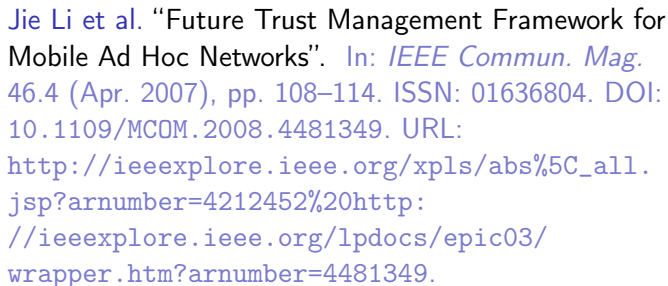 Jie Li et al. “Future Trust Management Framework for
Mobile Ad Hoc Networks”. In: IEEE Commun. Mag.
46.4 (Apr. 2007), pp. 108–114. ISSN: 01636804. DOI:
10.1109/MCOM.2008.4481349. URL:
http://ieeexplore.ieee.org/xpls/abs%5C_all.
jsp?arnumber=4212452%20http:
//ieeexplore.ieee.org/lpdocs/epic03/
wrapper.htm?arnumber=4481349.